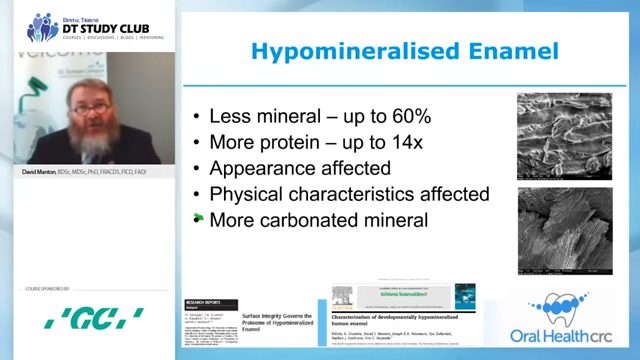 DENTAL TRIBUNE
DT STUDY CLUB
COURSES | DISCUSSIONS | BLOGS | MENTORING
welcome
David Manton, BDSc, MDSc, PhD, FRACDS, FICD, FADI
COURSE SPONSORED BY:
GC
Hypomineralised Enamel
• Less mineral – up to 60%
• More protein – up to 14x
• Appearance affected
• Physical characteristics affected
• More carbonated mineral
RESEARCH REPORTS
Surface Integrity Governs the
Proteome of Hypomineralized
Enamel
SciVerse ScienceDirect
Characterisation of developmentally hypomineralised
human enamel
Oral Health crc